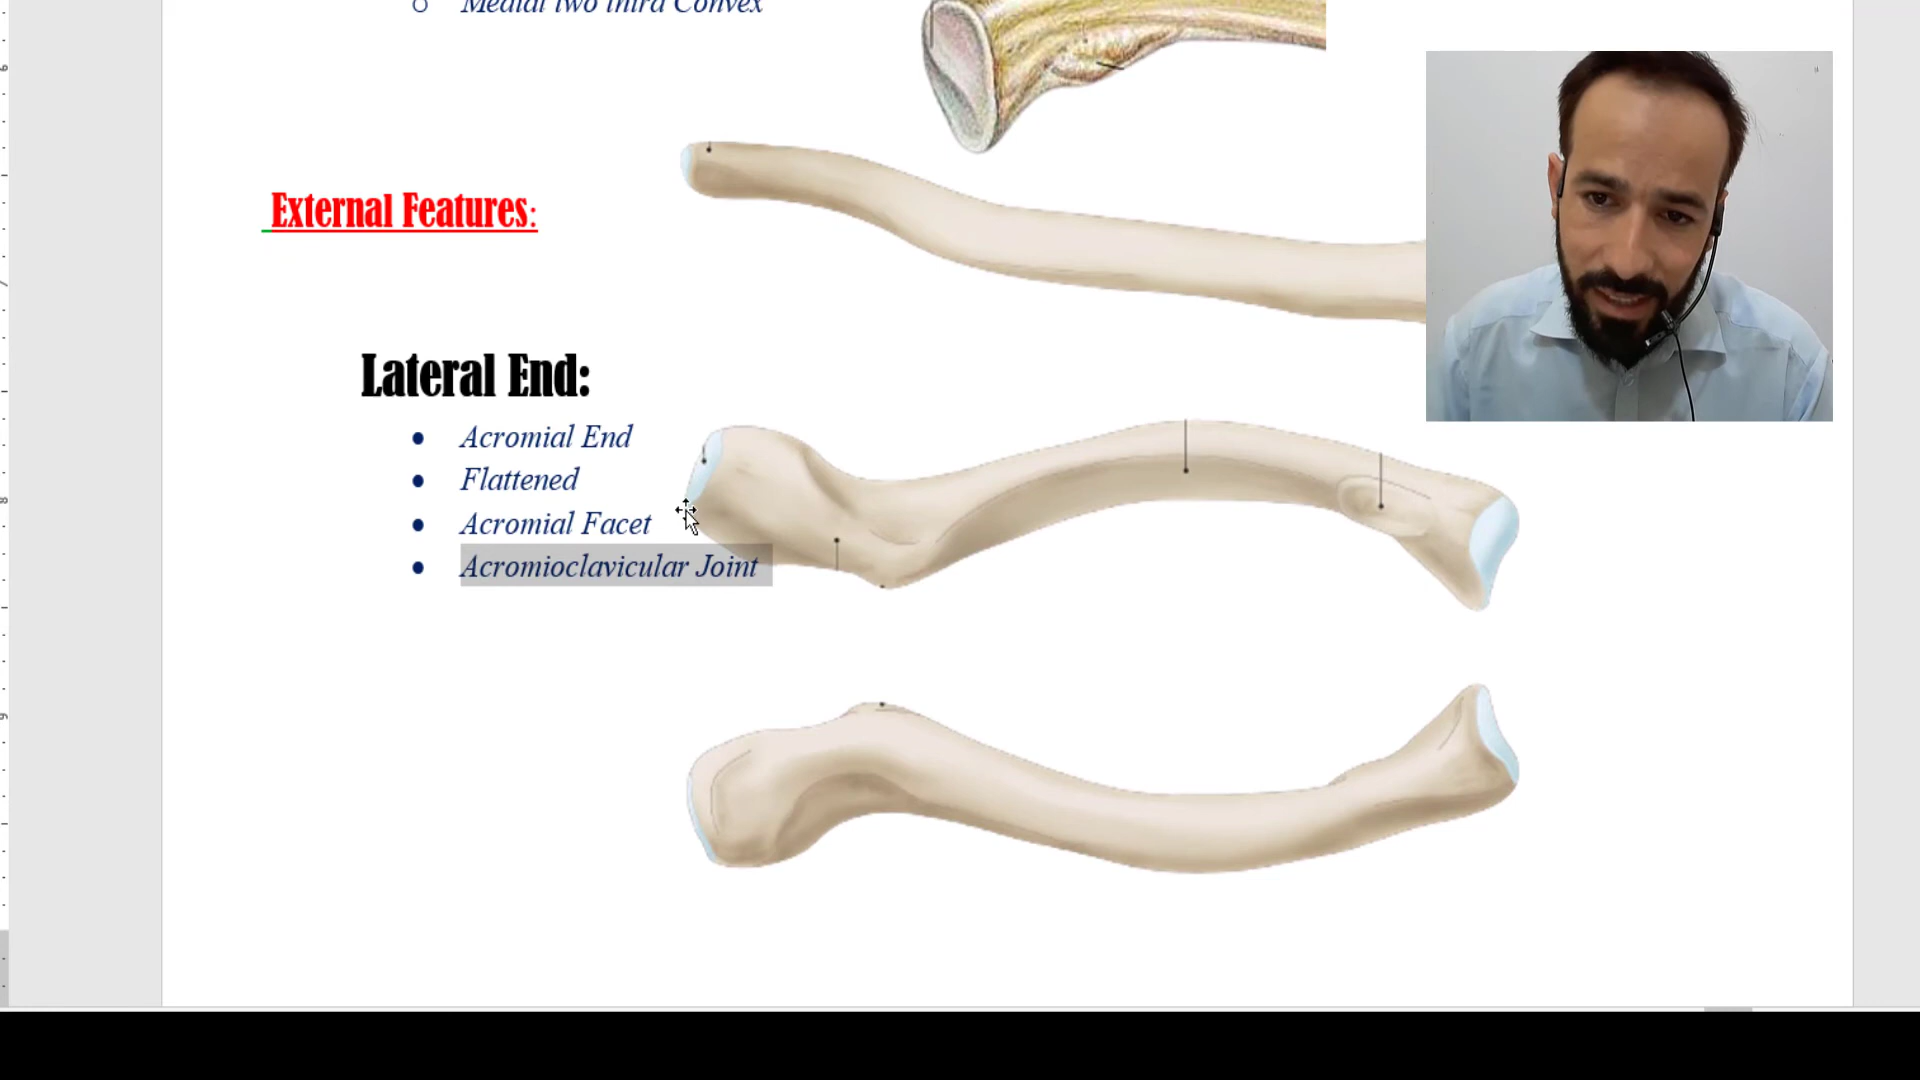 Medial two third Convex
External Features:
Lateral End:
Acromial End
Flattened
Acromial Facet
Acromioclavicular Joint